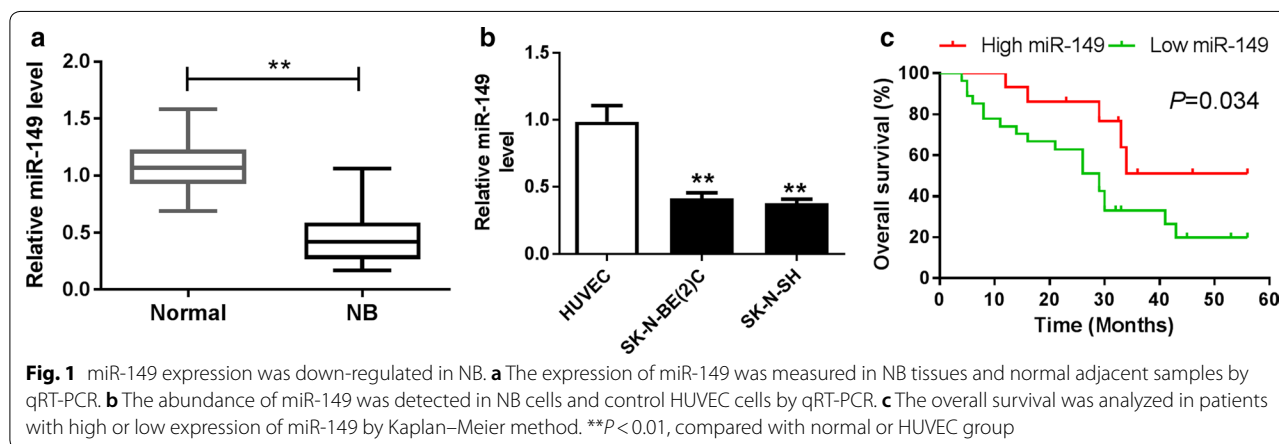 a
Relative miR-149 level
2.0
1.5
1.0
0.5
0.0
**
Normal
NB
b
Relative miR-149
level
1.5
1.0
0.5
0.0
**
**
HUVEC
SK-N-BE(2)C
SK-N-SH
c
High miR-149
Low miR-149
Overall survival (%)
100
80
60
40
20
0
P=0.034
0 10 20 30 40 50 60
Time (Months)
Fig. 1 miR-149 expression was down-regulated in NB. a The expression of miR-149 was measured in NB tissues and normal adjacent samples by
qRT-PCR. b The abundance of miR-149 was detected in NB cells and control HUVEC cells by qRT-PCR. c The overall survival was analyzed in patients
with high or low expression of miR-149 by Kaplan–Meier method. **P < 0.01, compared with normal or HUVEC group